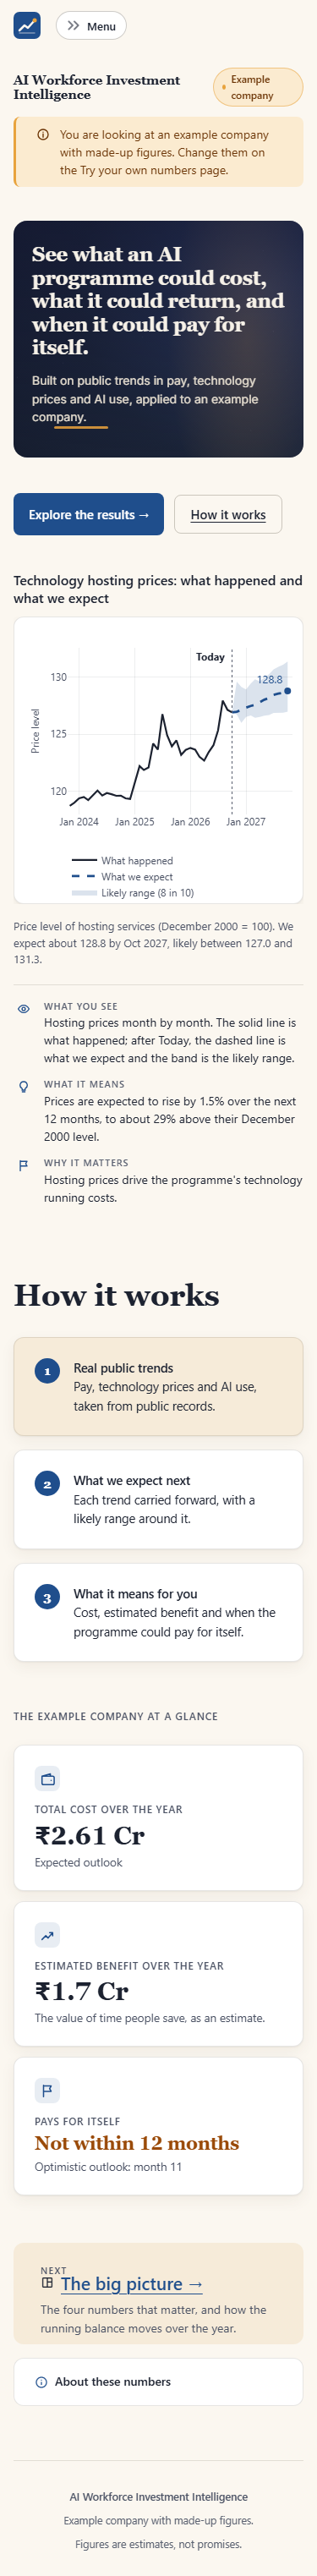 Menu
AI Workforce Investment
Intelligence
Example
company
You are looking at an example company
with made-up figures. Change them on
the Try your own numbers page.
See what an AI
programme could cost,
what it could return, and
when it could pay for
itself.
Built on public trends in pay, technology
prices and AI use, applied to an example
company.
Explore the results →
How it works
Technology hosting prices: what happened and
what we expect
Today
128.8
130
125
120
Price level
Jan 2024
Jan 2025
Jan 2026
Jan 2027
What happened
What we expect
Likely range (8 in 10)
Price level of hosting services (December 2000 = 100). We
expect about 128.8 by Oct 2027, likely between 127.0 and
131.3.
WHAT YOU SEE
Hosting prices month by month. The solid line is
what happened; after Today, the dashed line is
what we expect and the band is the likely range.
WHAT IT MEANS
Prices are expected to rise by 1.5% over the next
12 months, to about 29% above their December
2000 level.
WHY IT MATTERS
Hosting prices drive the programme's technology
running costs.
How it works
1
Real public trends
Pay, technology prices and AI use,
taken from public records.
2
What we expect next
Each trend carried forward, with a
likely range around it.
3
What it means for you
Cost, estimated benefit and when the
programme could pay for itself.
THE EXAMPLE COMPANY AT A GLANCE
TOTAL COST OVER THE YEAR
₹2.61 Cr
Expected outlook
ESTIMATED BENEFIT OVER THE YEAR
₹1.7 Cr
The value of time people save, as an estimate.
PAYS FOR ITSELF
Not within 12 months
Optimistic outlook: month 11
NEXT
The big picture →
The four numbers that matter, and how the
running balance moves over the year.
About these numbers
AI Workforce Investment Intelligence
Example company with made-up figures.
Figures are estimates, not promises.